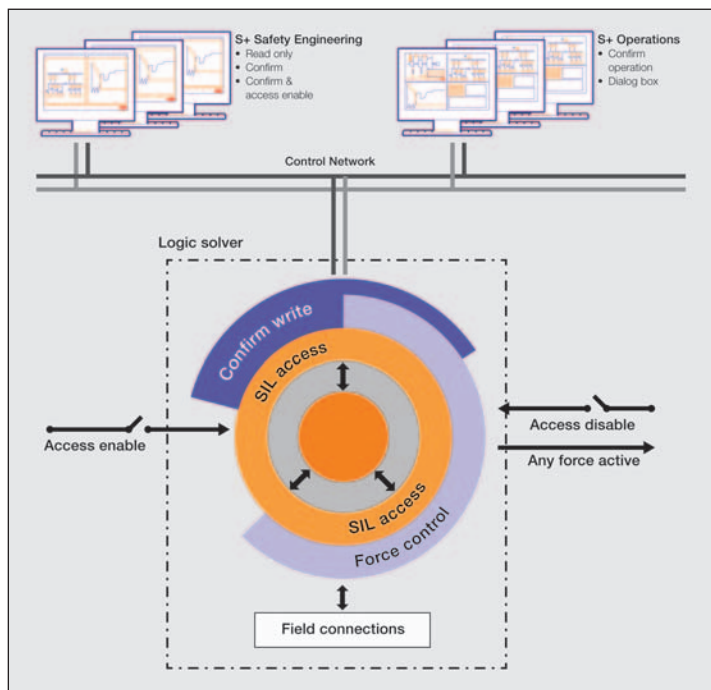 S+ Safety Engineering
• Read only
• Confirm
• Confirm &
access enable
S+ Operations
• Confirm
operation
• Dialog box
Control Network
Logic solver
Confirm write
SIL access
Access enable
Access disable
Any force active
SIL access
Force control
Field connections